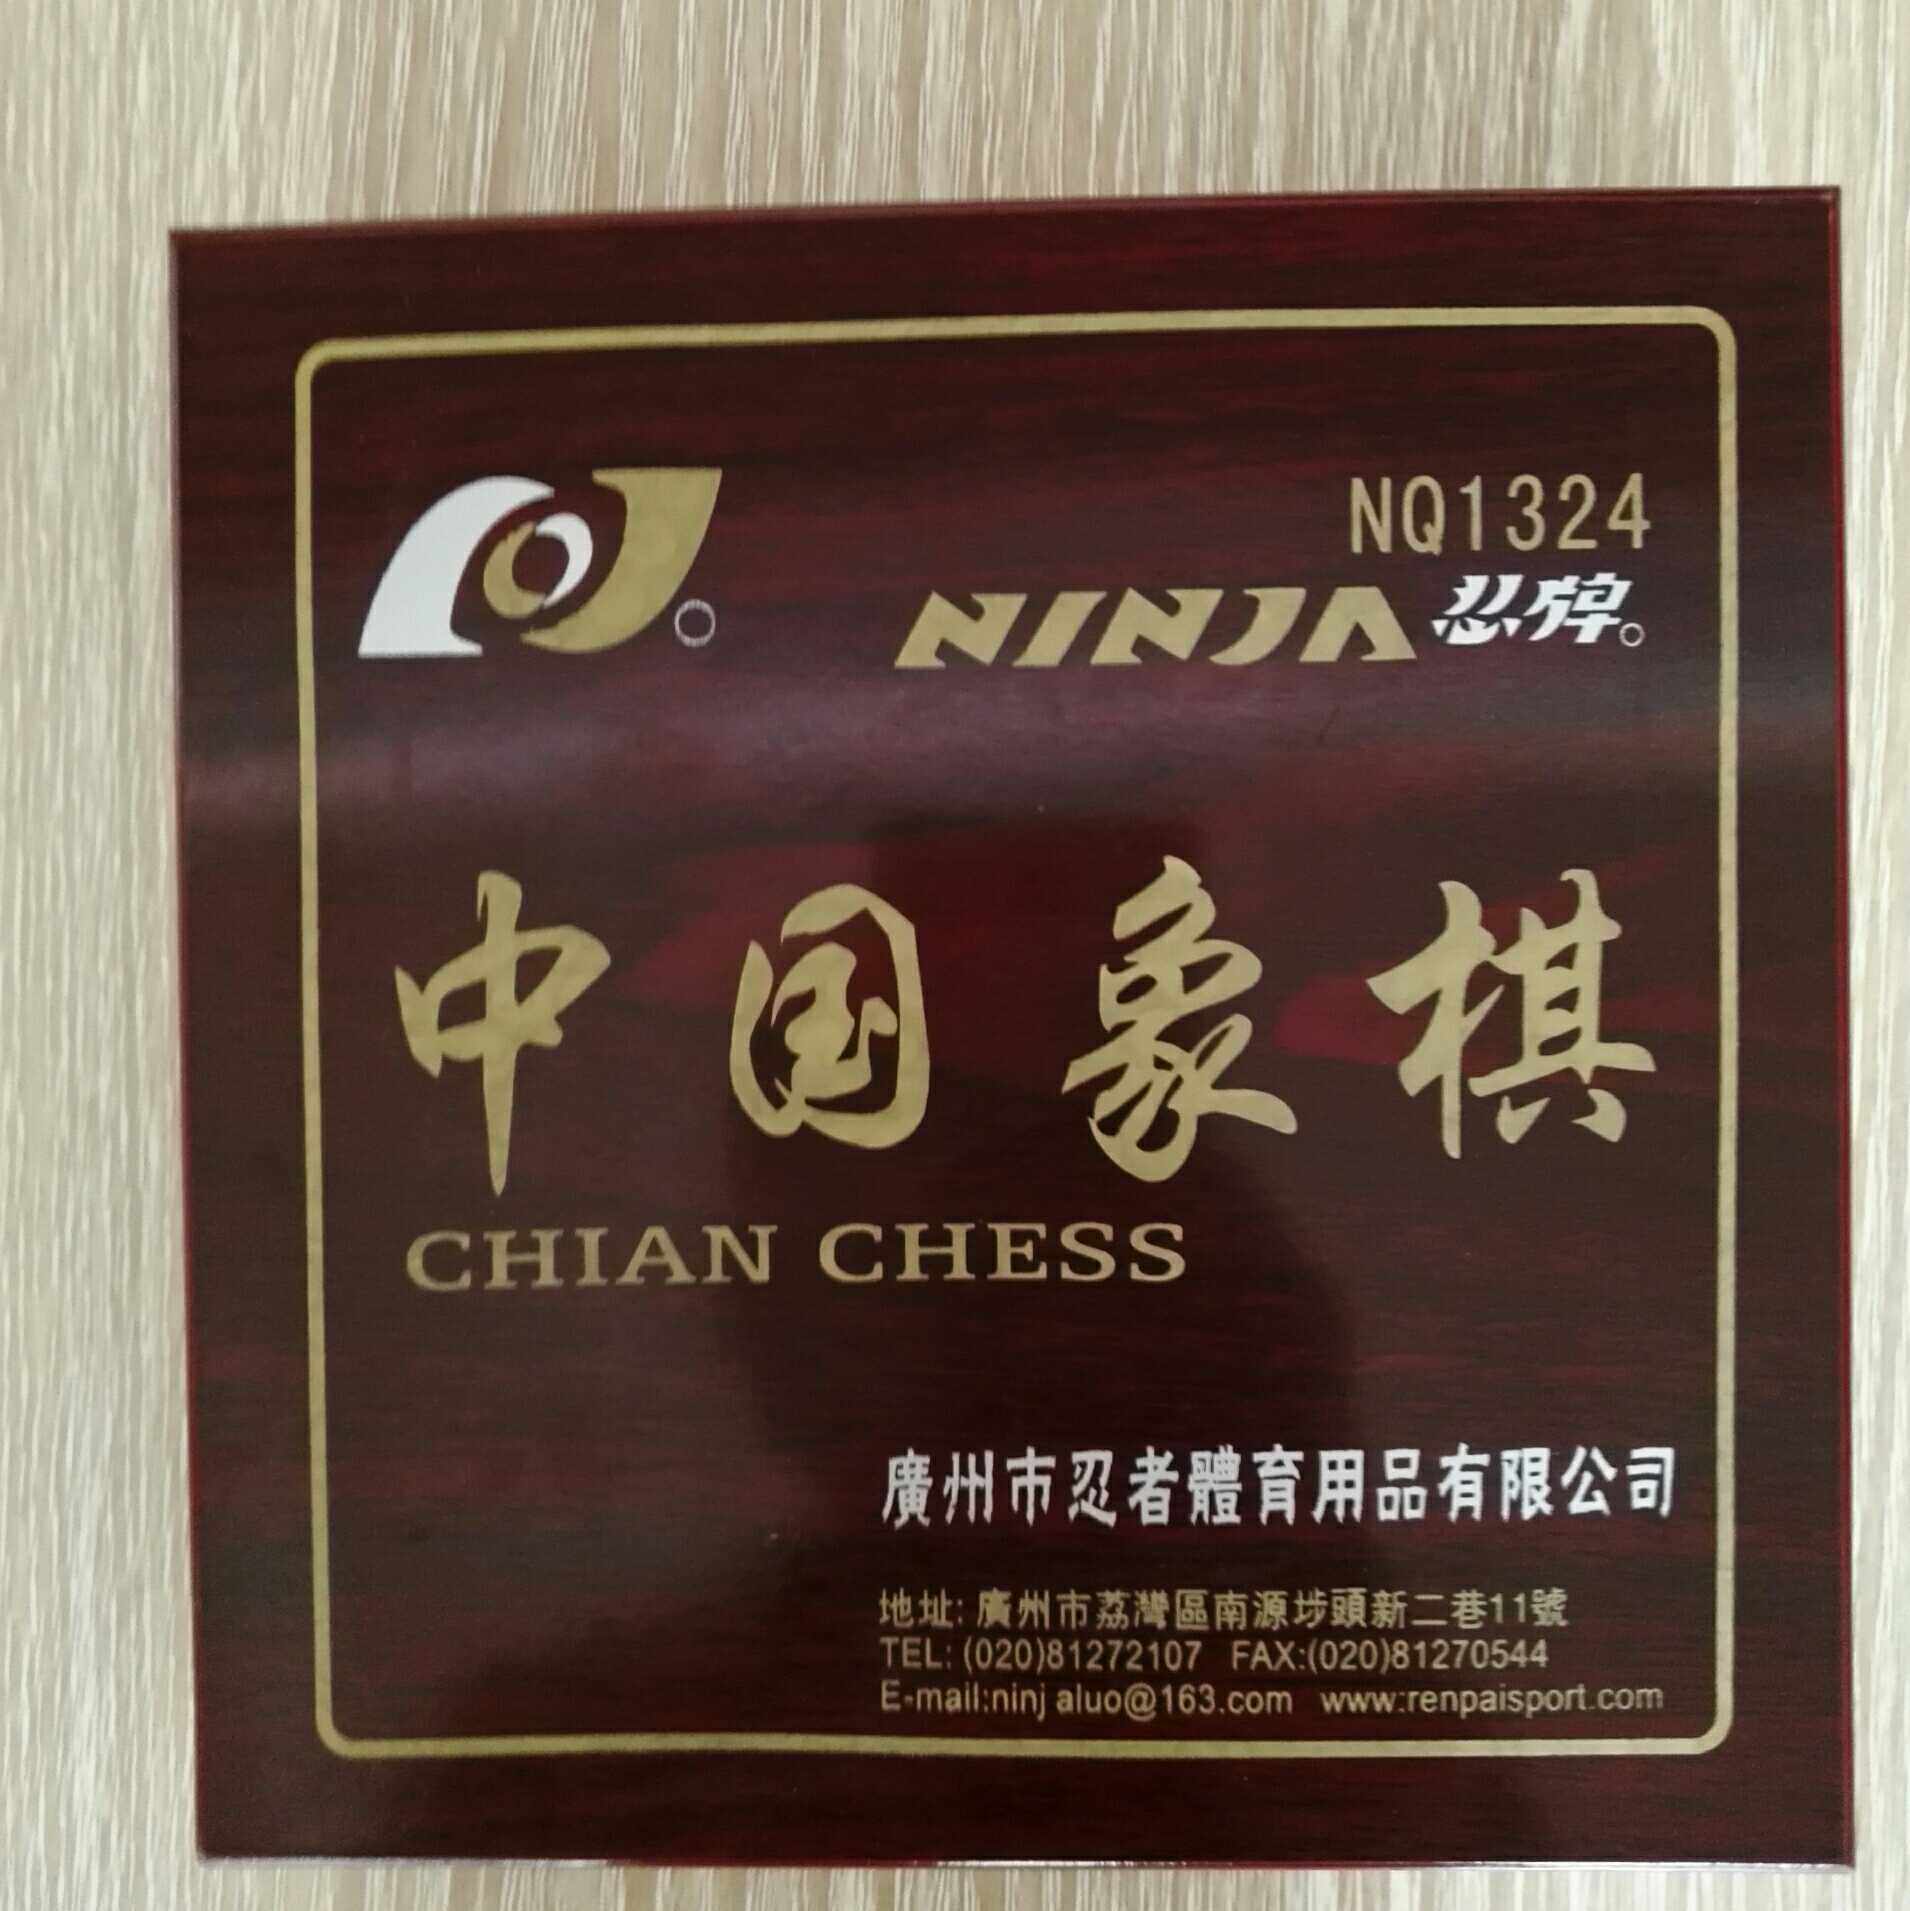 NQ1324
NINJA 忍牌
中国象棋
CHIAN CHESS
廣州市忍者體育用品有限公司
地址: 廣州市荔灣區南源埗頭新二巷11號
TEL: (020)81272107 FAX:(020)81270544
E-mail:ninj aluo@163.com www.renpaisport.com